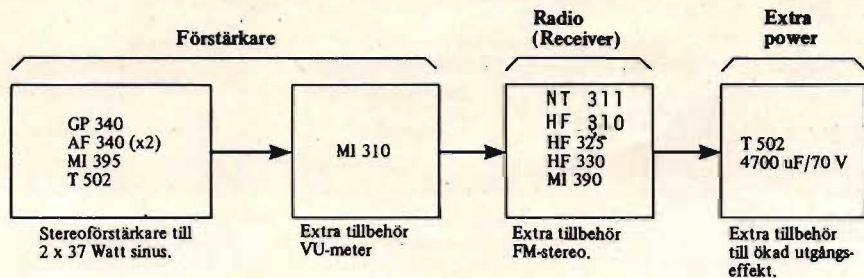 Förstärkare
Radio
(Receiver)
Extra
power
GP 340
AF 340 (x2)
MI 395
T 502
MI 310
NT 311
HF 310
HF 325
HF 330
MI 390
T 502
4700 uF/70 V
Stereoförstärkare till
2 x 37 Watt sinus.
Extra tillbehör
VU-meter
Extra tillbehör
FM-stereo.
Extra tillbehör
till ökad utgångs-
effekt.